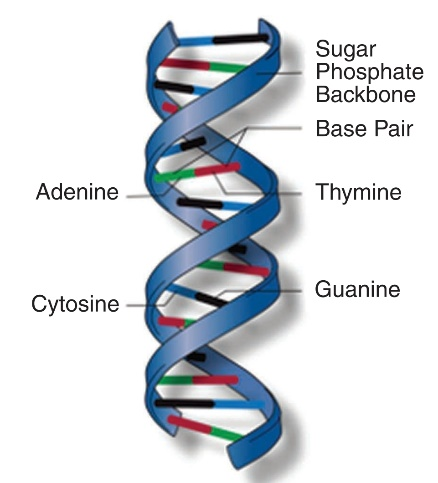 Sugar
Phosphate
Backbone
Base Pair
Adenine
Thymine
Cytosine
Guanine